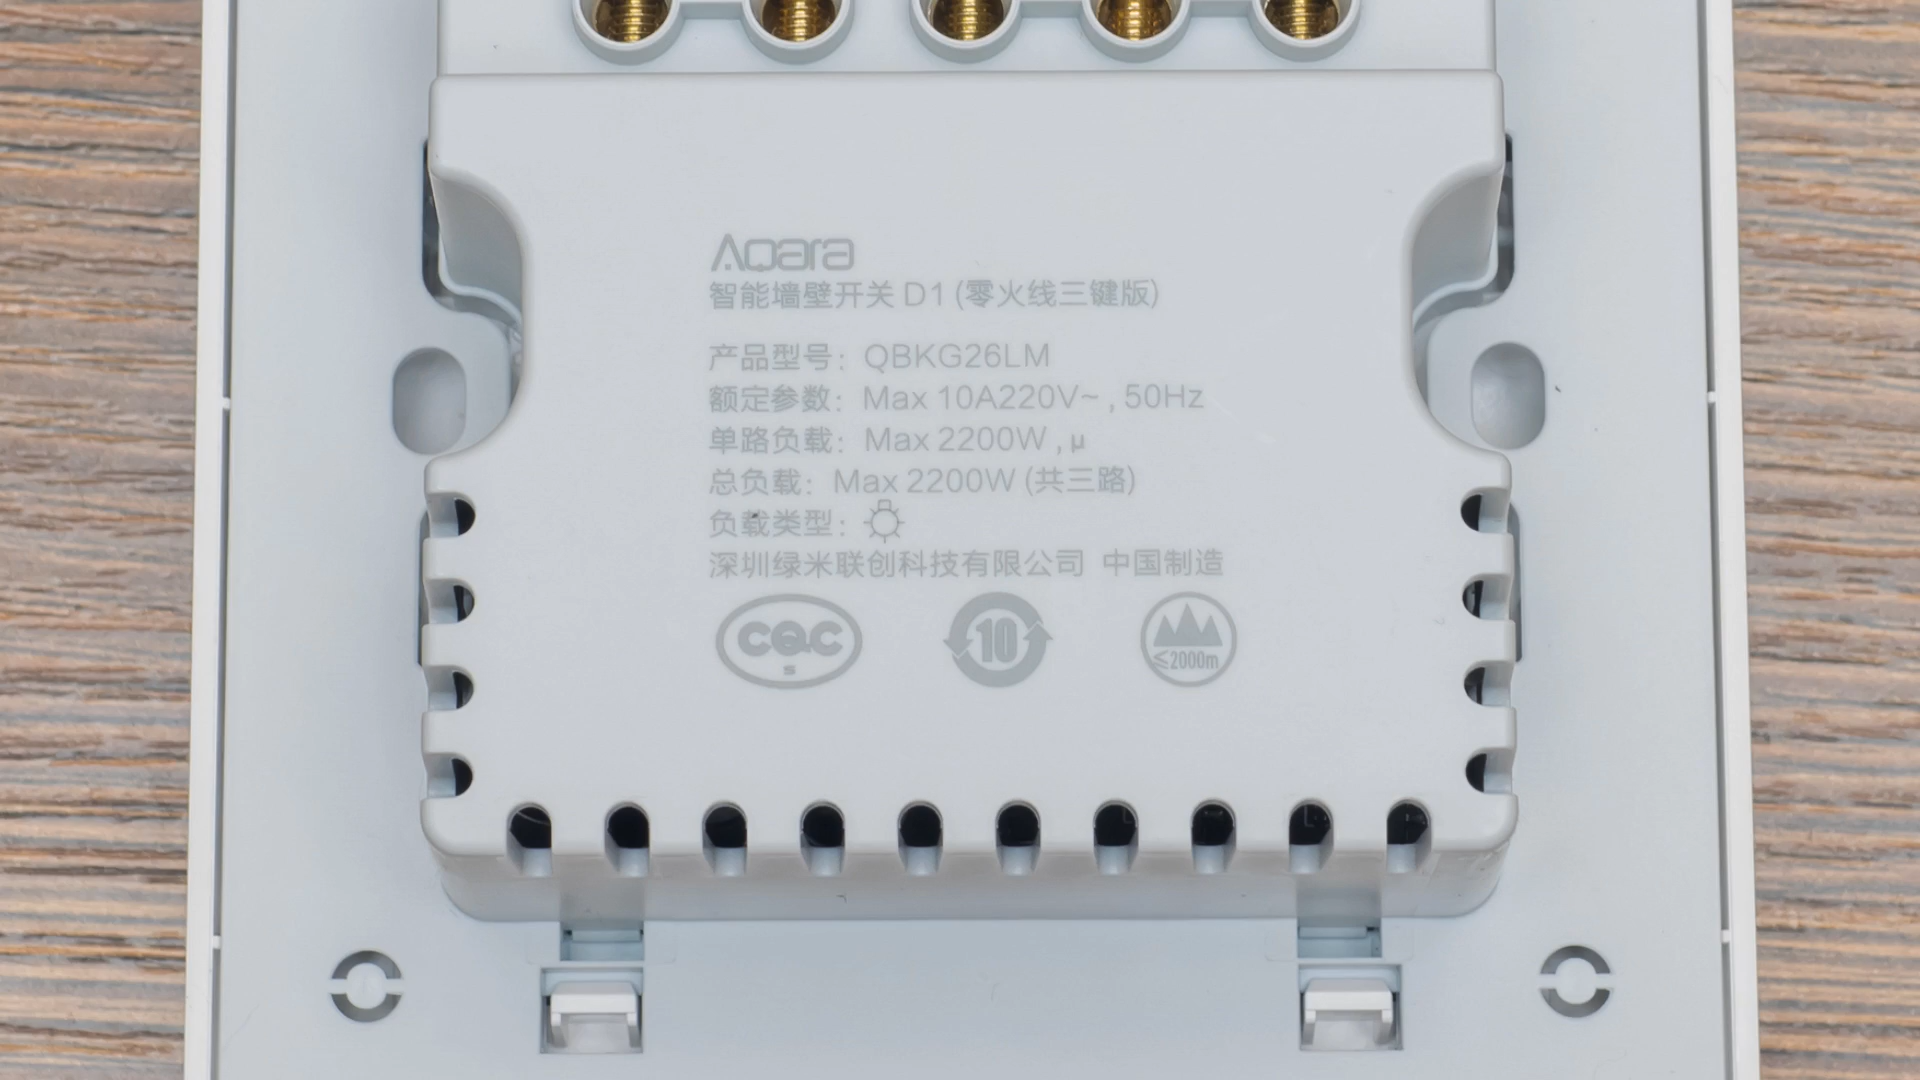 Aqara
智能墙壁开关 D1 (零火线三键版)
产品型号：QBKG26LM
额定参数：Max 10A220V~ , 50Hz
单路负载：Max 2200W , μ
总负载：Max 2200W (共三路)
负载类型：
深圳绿米联创科技有限公司 中国制造
CQC 10 ≤2000m
S